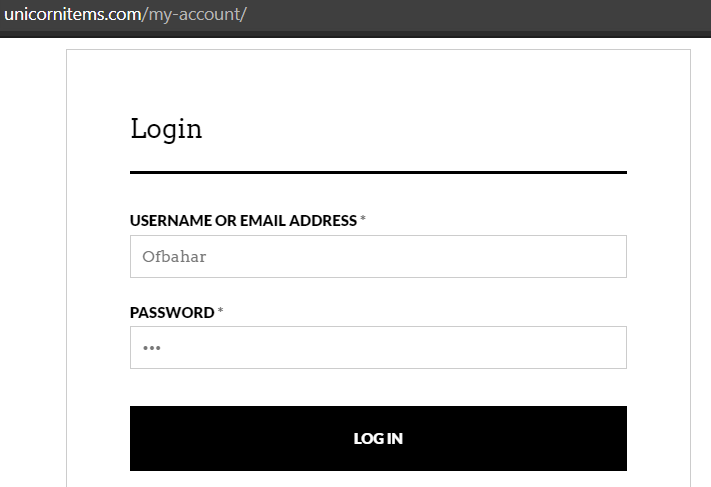 unicornitems.com/my-account/
Login
USERNAME OR EMAIL ADDRESS *
Ofbahar
PASSWORD *
•••
LOG IN